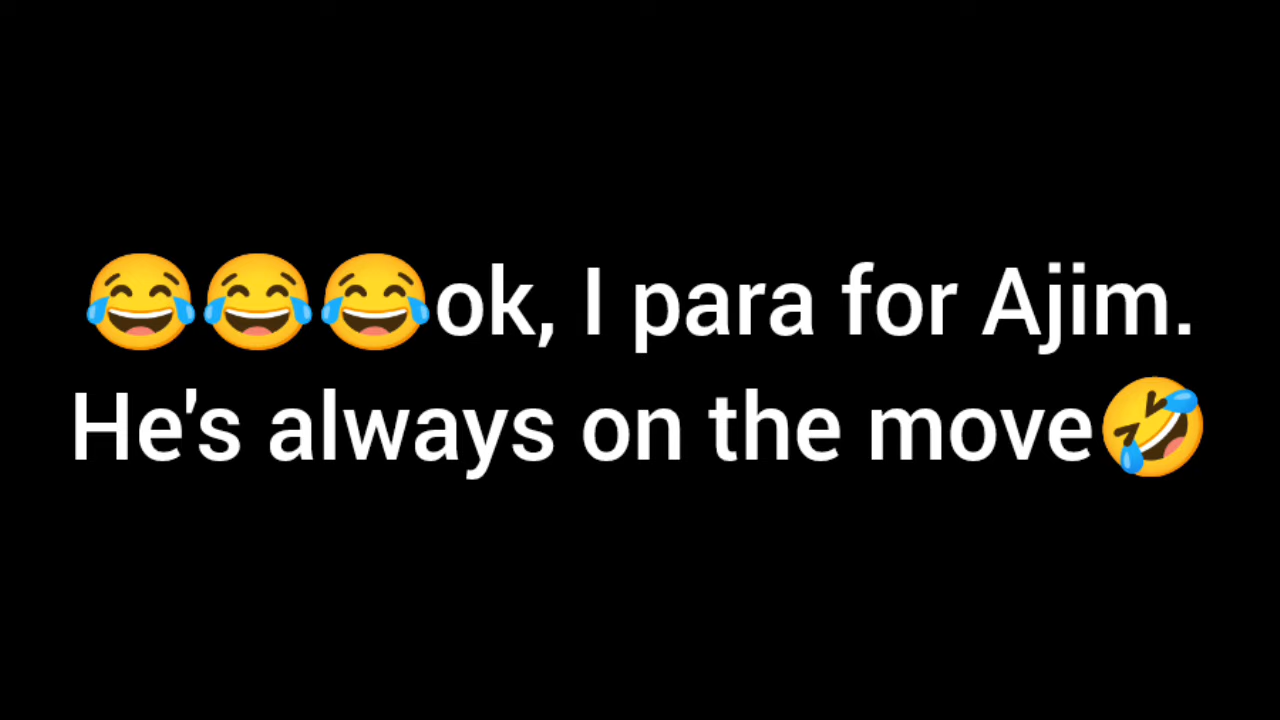 😂😂😂ok, I para for Ajim.
He's always on the move🤣